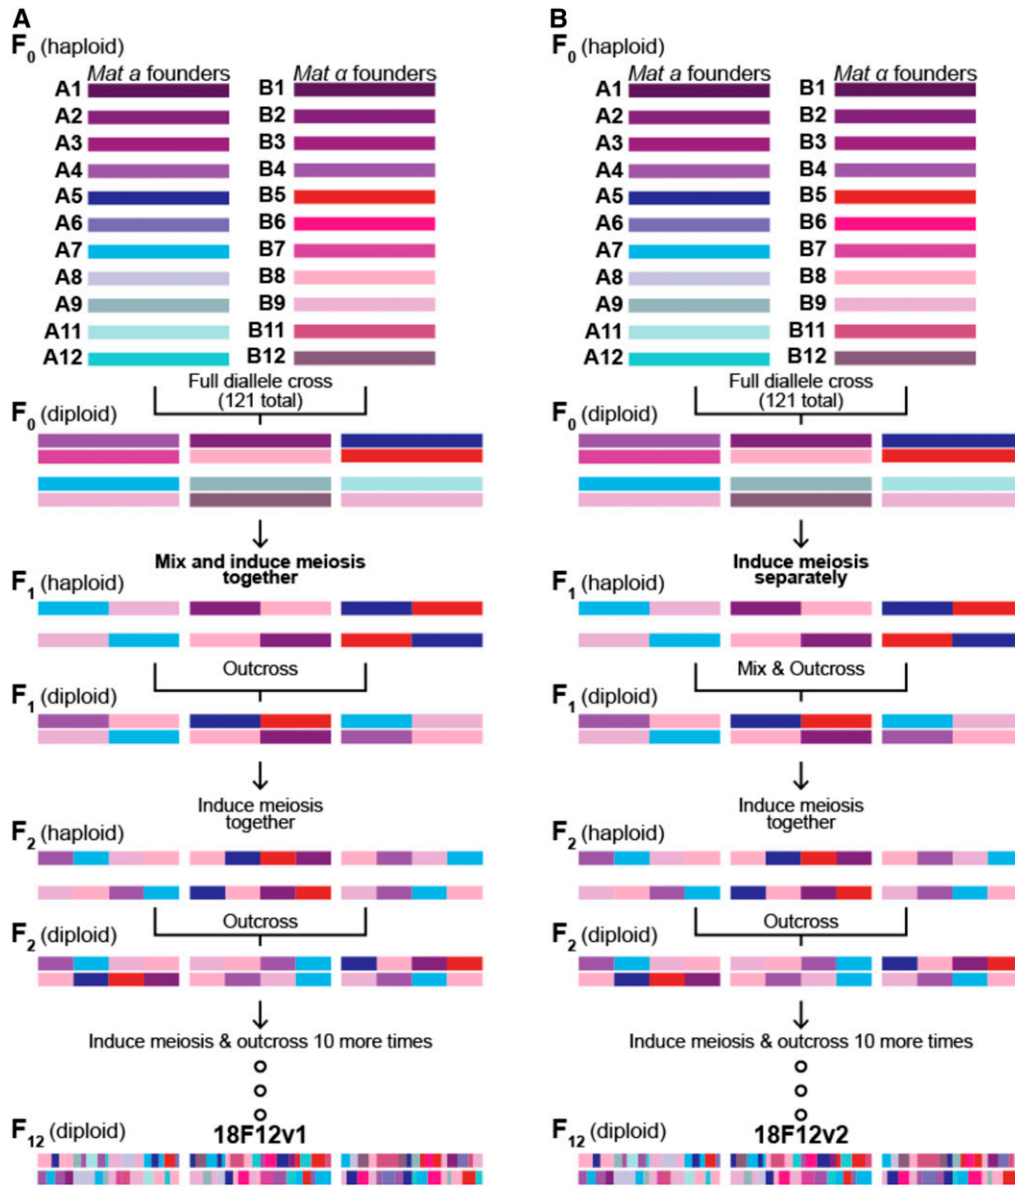 A
F0 (haploid)
Mat a founders
Mat α founders
A1
B1
A2
B2
A3
B3
A4
B4
A5
B5
A6
B6
A7
B7
A8
B8
A9
B9
A11
B11
A12
B12
Full diallele cross
(121 total)
F0 (diploid)
Mix and induce meiosis
together
F1 (haploid)
Outcross
F1 (diploid)
Induce meiosis
together
F2 (haploid)
Outcross
F2 (diploid)
Induce meiosis & outcross 10 more times
F12 (diploid)
18F12v1
B
F0 (haploid)
Mat a founders
Mat α founders
A1
B1
A2
B2
A3
B3
A4
B4
A5
B5
A6
B6
A7
B7
A8
B8
A9
B9
A11
B11
A12
B12
Full diallele cross
(121 total)
F0 (diploid)
Induce meiosis
separately
F1 (haploid)
Mix & Outcross
F1 (diploid)
Induce meiosis
together
F2 (haploid)
Outcross
F2 (diploid)
Induce meiosis & outcross 10 more times
F12 (diploid)
18F12v2